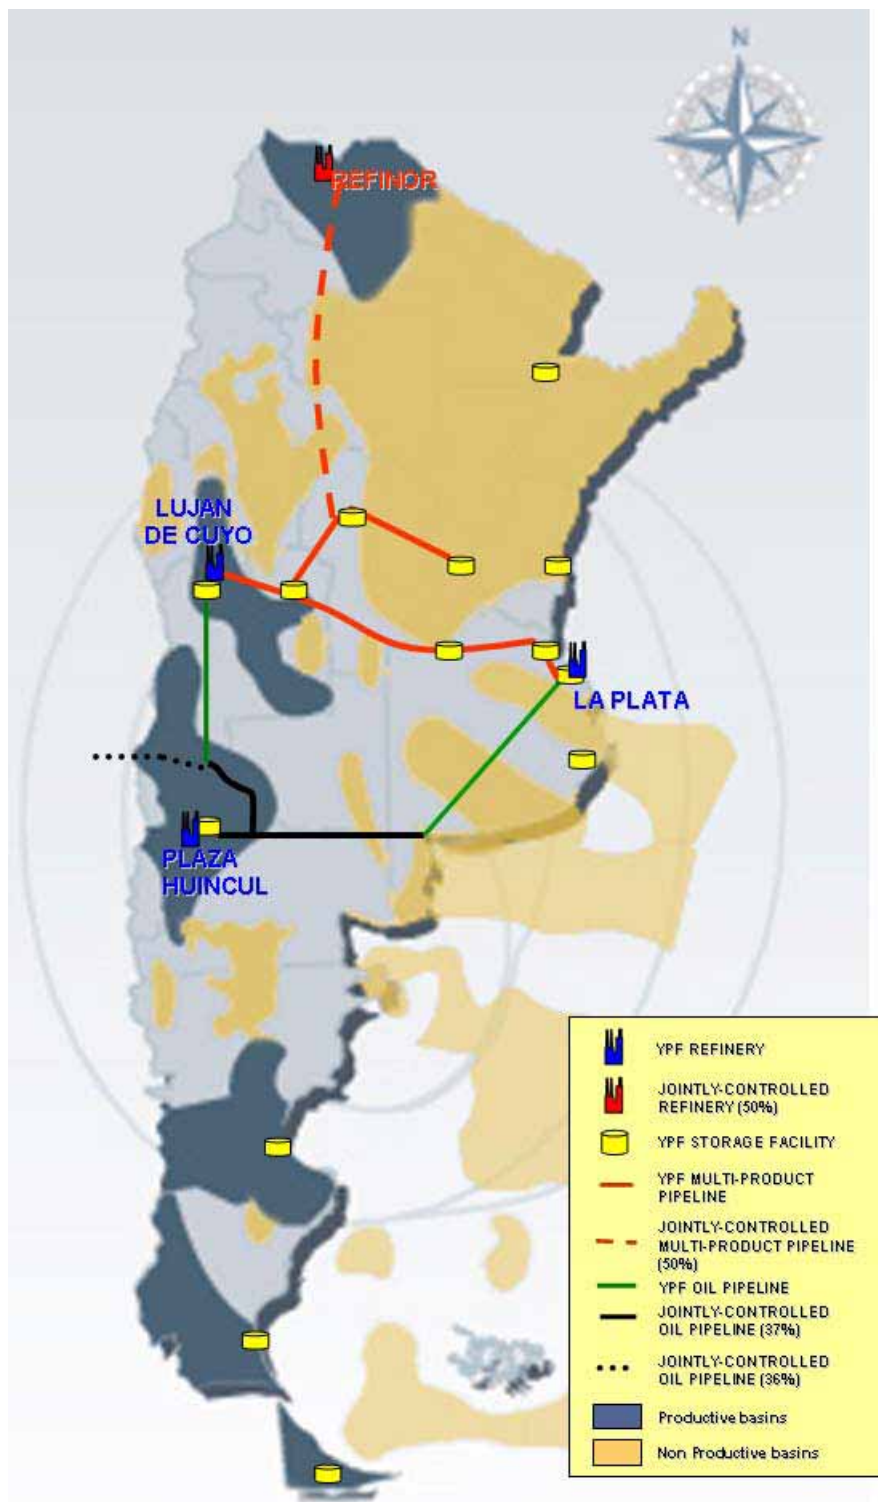 N
REFINOR
LUJAN
DE CUYO
LA PLATA
PLAZA
HUINCUL
YPF REFINERY
JOINTLY-CONTROLLED
REFINERY (50%)
YPF STORAGE FACILITY
YPF MULTI-PRODUCT
PIPELINE
JOINTLY-CONTROLLED
MULTI-PRODUCT PIPELINE
(50%)
YPF OIL PIPELINE
JOINTLY-CONTROLLED
OIL PIPELINE (37%)
JOINTLY-CONTROLLED
OIL PIPELINE (36%)
Productive basins
Non Productive basins